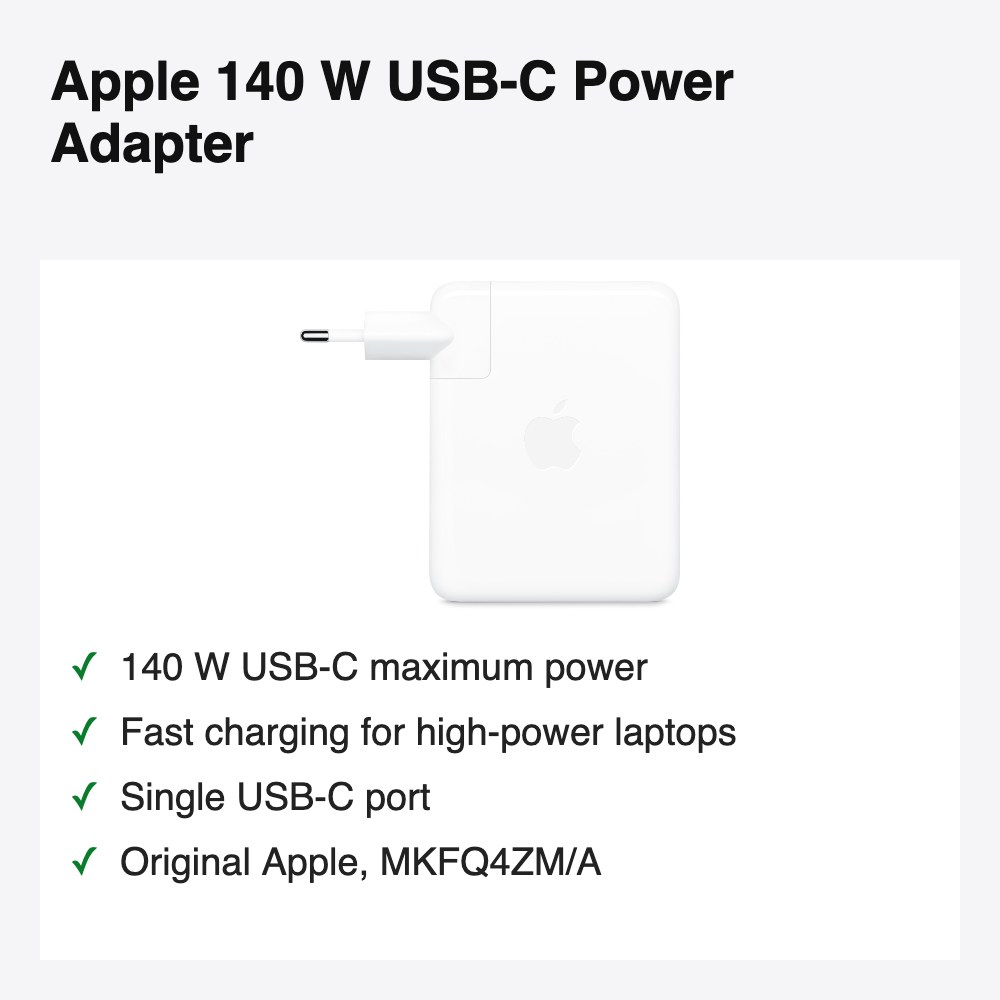 Apple 140 W USB-C Power
Adapter
140 W USB-C maximum power
Fast charging for high-power laptops
Single USB-C port
Original Apple, MKFQ4ZM/A